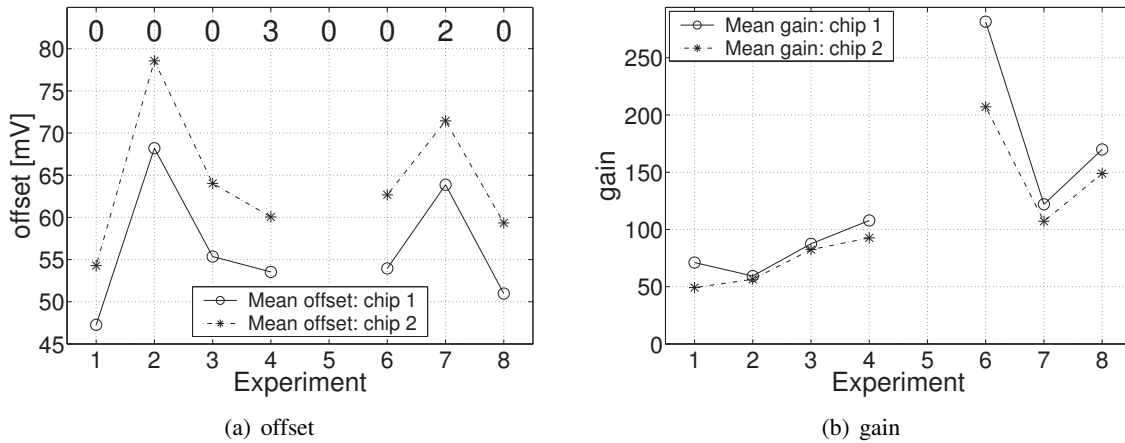 0 0 0 3 0 0 2 0
80
75
70
65
60
55
50
45
offset [mV]
Mean offset: chip 1
Mean offset: chip 2
1 2 3 4 5 6 7 8
Experiment
(a) offset
Mean gain: chip 1
Mean gain: chip 2
250
200
150
100
50
0
gain
1 2 3 4 5 6 7 8
Experiment
(b) gain